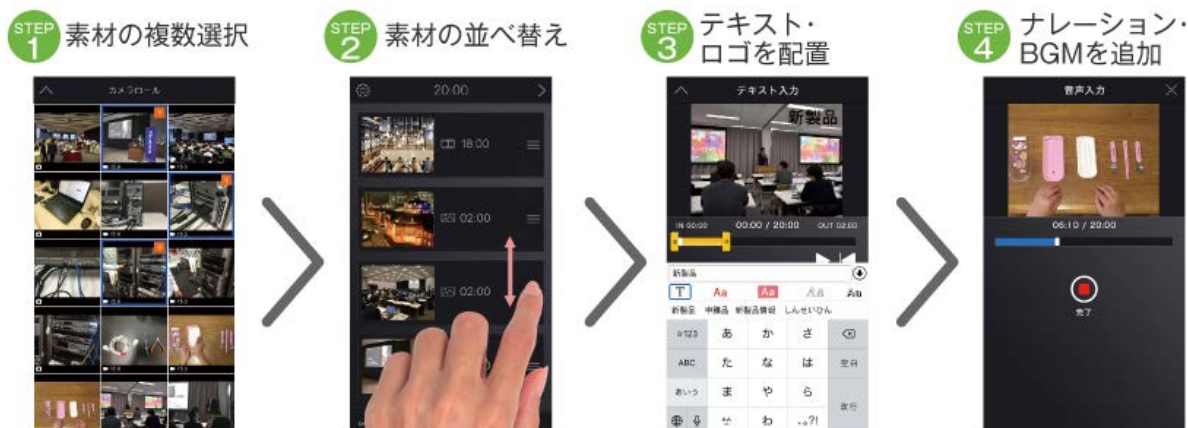 STEP
1
素材の複数選択
カメラロール
STEP
2
素材の並べ替え
20:00
18:00
02:00
02:00
STEP
3
テキスト・
ロゴを配置
テキスト入力
新製品
IN 00:00
00:00 / 20:00
OUT 02:00
新製品
T Aa Aa Aa Aa
新製品 申請品 新製品情報 しんせいひん
☆123 あ か さ
ABC た な は 空白
あいう ま や ら
改行
^^ わ 、。?!
STEP
4
ナレーション・
BGMを追加
音声入力
06:10 / 20:00
完了